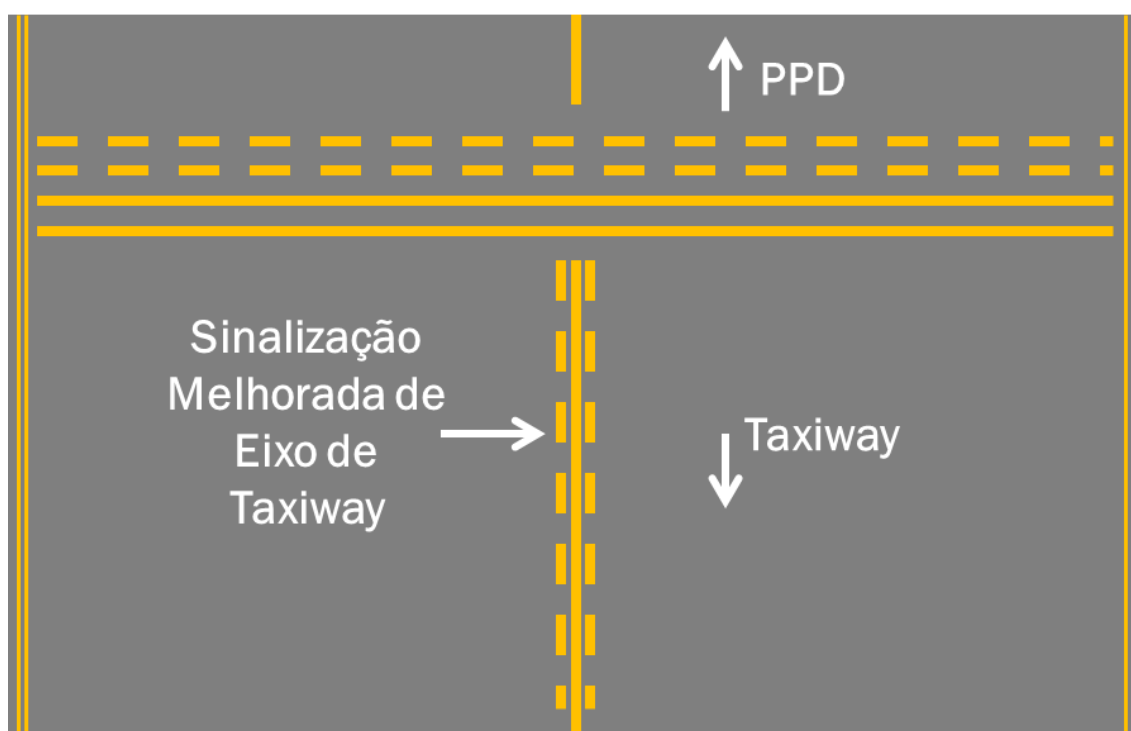 PPD
Sinalização
Melhorada de
Eixo de
Taxiway
Taxiway